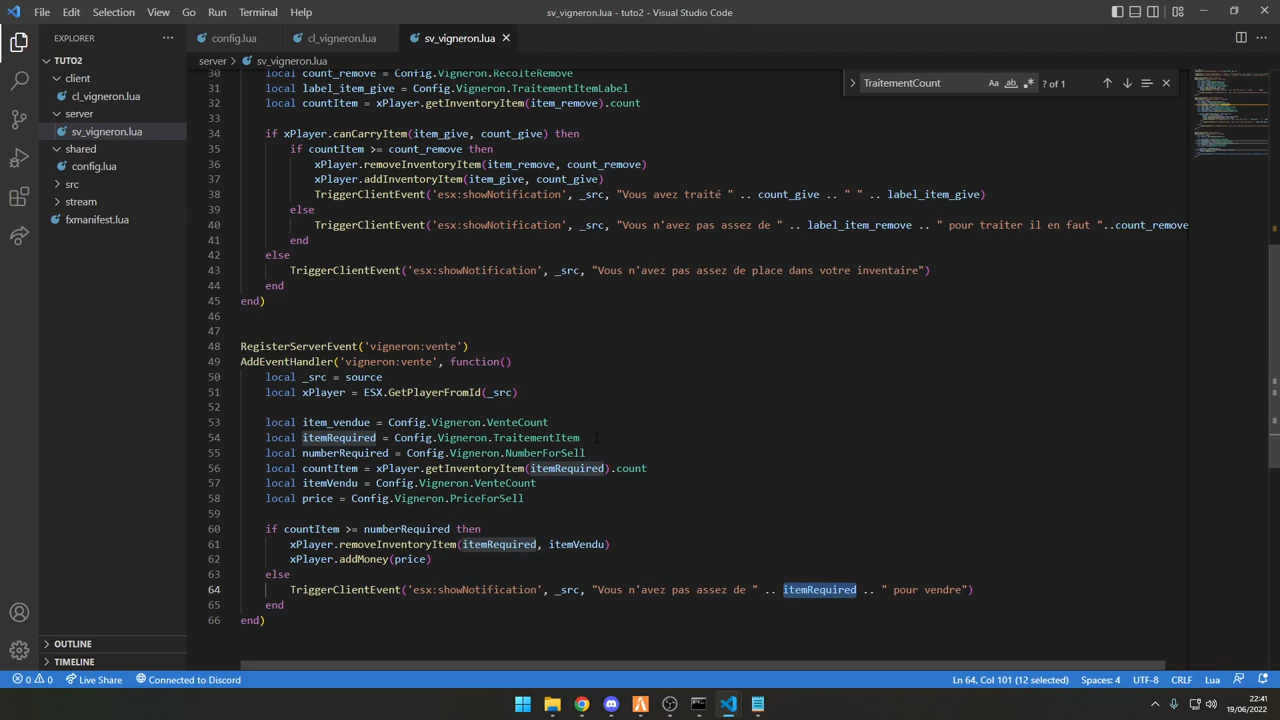 File Edit Selection View Go Run Terminal Help
sv_vigneron.lua - tuto2 - Visual Studio Code
EXPLORER
TUTO2
client
cl_vigneron.lua
server
sv_vigneron.lua
shared
config.lua
src
stream
fxmanifest.lua
OUTLINE
TIMELINE
config.lua cl_vigneron.lua sv_vigneron.lua
server > sv_vigneron.lua
TraitementCount Aa ab ? of 1
30 local count_remove = Config.Vigneron.RecolteRemove
31 local label_item_give = Config.Vigneron.TraitementItemLabel
32 local countItem = xPlayer.getInventoryItem(item_remove).count
33
34 if xPlayer.canCarryItem(item_give, count_give) then
35 if countItem >= count_remove then
36 xPlayer.removeInventoryItem(item_remove, count_remove)
37 xPlayer.addInventoryItem(item_give, count_give)
38 TriggerClientEvent('esx:showNotification', _src, "Vous avez traité " .. count_give .. " " .. label_item_give)
39 else
40 TriggerClientEvent('esx:showNotification', _src, "Vous n'avez pas assez de " .. label_item_remove .. " pour traiter il en faut "..count_remove
41 end
42 else
43 TriggerClientEvent('esx:showNotification', _src, "Vous n'avez pas assez de place dans votre inventaire")
44 end
45 end)
46
47
48 RegisterServerEvent('vigneron:vente')
49 AddEventHandler('vigneron:vente', function()
50 local _src = source
51 local xPlayer = ESX.GetPlayerFromId(_src)
52
53 local item_vendue = Config.Vigneron.VenteCount
54 local itemRequired = Config.Vigneron.TraitementItem
55 local numberRequired = Config.Vigneron.NumberForSell
56 local countItem = xPlayer.getInventoryItem(itemRequired).count
57 local itemVendu = Config.Vigneron.VenteCount
58 local price = Config.Vigneron.PriceForSell
59
60 if countItem >= numberRequired then
61 xPlayer.removeInventoryItem(itemRequired, itemVendu)
62 xPlayer.addMoney(price)
63 else
64 TriggerClientEvent('esx:showNotification', _src, "Vous n'avez pas assez de " .. itemRequired .. " pour vendre")
65 end
66 end)
0 0 Live Share Connected to Discord
Ln 64, Col 101 (12 selected) Spaces: 4 UTF-8 CRLF Lua
22:41
19/06/2022